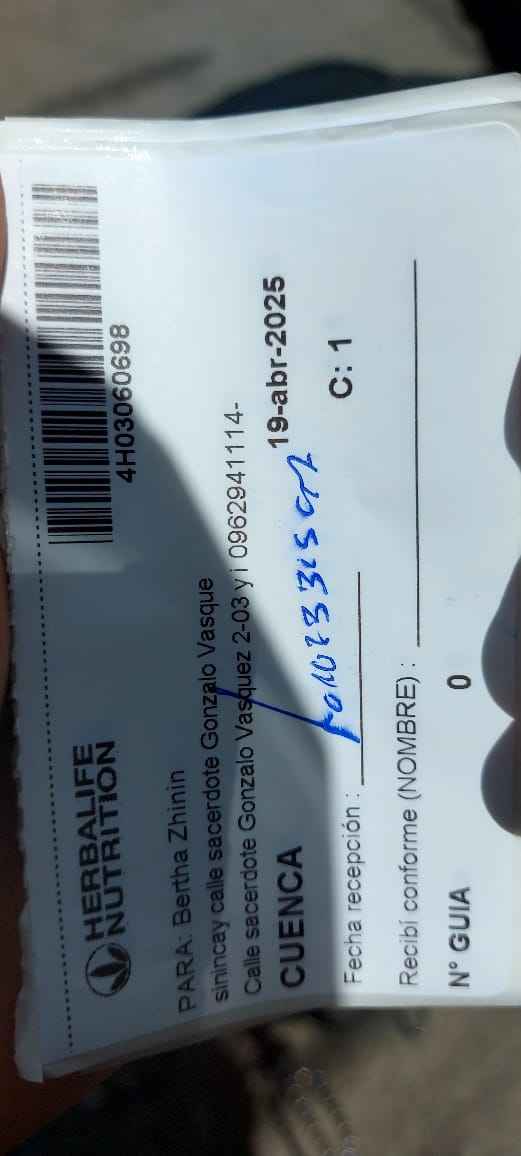 HERBALIFE
NUTRITION
4H03060698
PARA: Bertha Zhinin
sinincay calle sacerdote Gonzalo Vasque
Calle sacerdote Gonzalo Vasquez 2-03 y i 0962941114-
CUENCA
19-abr-2025
Fecha recepción :
C: 1
Recibí conforme (NOMBRE) :
N° GUIA
0